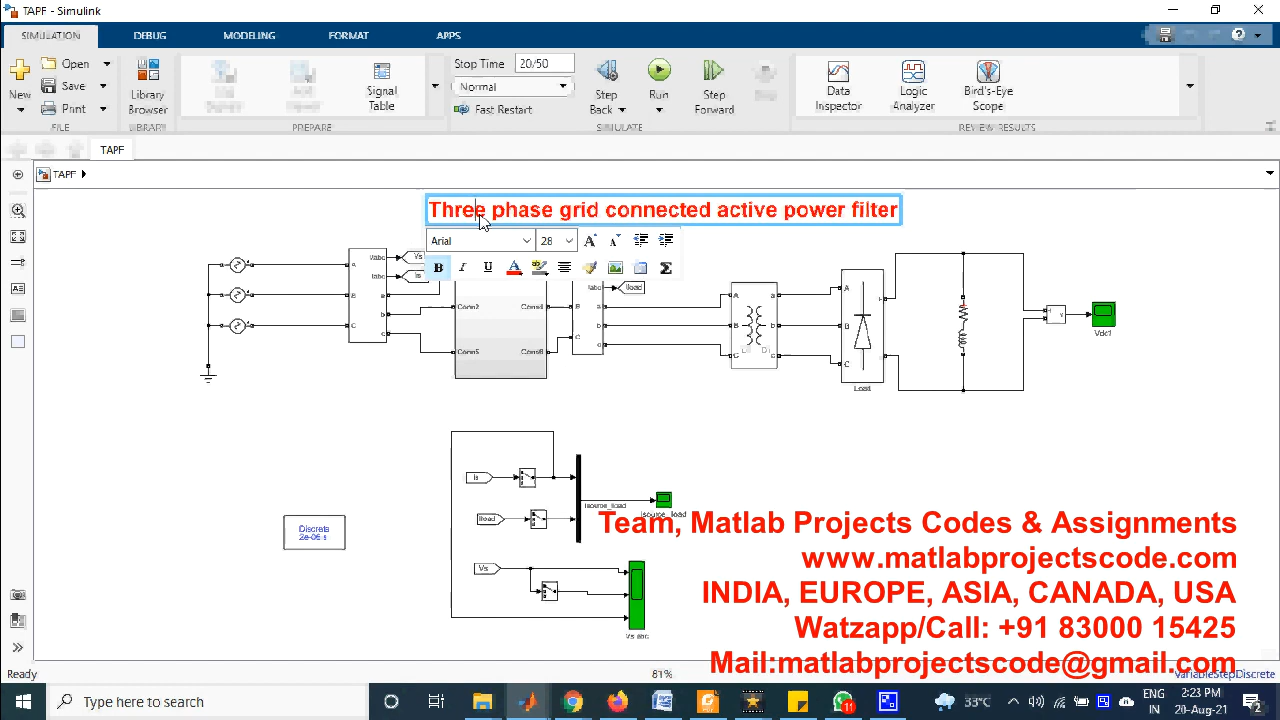 TAPF - Simulink
SIMULATION DEBUG MODELING FORMAT APPS
New
Open
Save
Print
FILE
Library Browser
LIBRARY
Signal Table
PREPARE
Stop Time 20/50
Normal
Fast Restart
Step Back
Run
Step Forward
SIMULATE
Data Inspector
Logic Analyzer
Bird's-Eye Scope
REVIEW RESULTS
TAPF
TAPF
Three phase grid connected active power filter
Arial 28
B I U
Vabc
Iabc
A
B
C
a
b
c
Vs
Is
Conn2
Conn5
Conn4
Conn6
Iabc
Iload
B
C
a
b
c
A
B
C
a
b
c
A
B
C
Load
Vdc1
Is
Iload
Isource_load
Isource_load
Vs
Discrete
2e-06 s
Team, Matlab Projects Codes & Assignments
www.matlabprojectscode.com
INDIA, EUROPE, ASIA, CANADA, USA
Watzapp/Call: +91 83000 15425
Mail:matlabprojectscode@gmail.com
Ready 81% VariableStepDiscrete
Type here to search
11
33°C
ENG
IN
2:23 PM
20-Aug-21
2